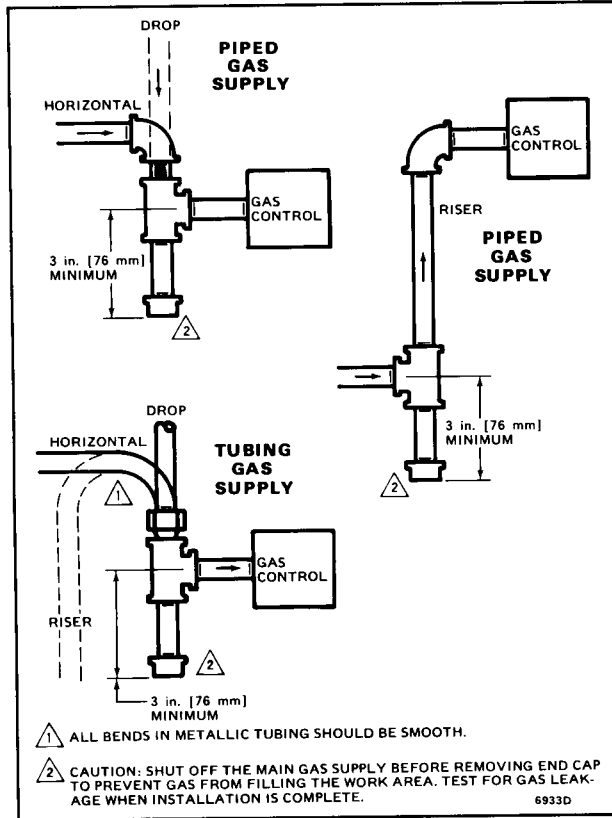 DROP
PIPED
GAS
SUPPLY
HORIZONTAL
GAS
CONTROL
3 in. [76 mm]
MINIMUM
2
GAS
CONTROL
RISER
PIPED
GAS
SUPPLY
3 in. [76 mm]
MINIMUM
2
DROP
HORIZONTAL
TUBING
GAS
SUPPLY
1
GAS
CONTROL
RISER
2
3 in. [76 mm]
MINIMUM
1 ALL BENDS IN METALLIC TUBING SHOULD BE SMOOTH.
2 CAUTION: SHUT OFF THE MAIN GAS SUPPLY BEFORE REMOVING END CAP
TO PREVENT GAS FROM FILLING THE WORK AREA. TEST FOR GAS LEAK-
AGE WHEN INSTALLATION IS COMPLETE.
6933D